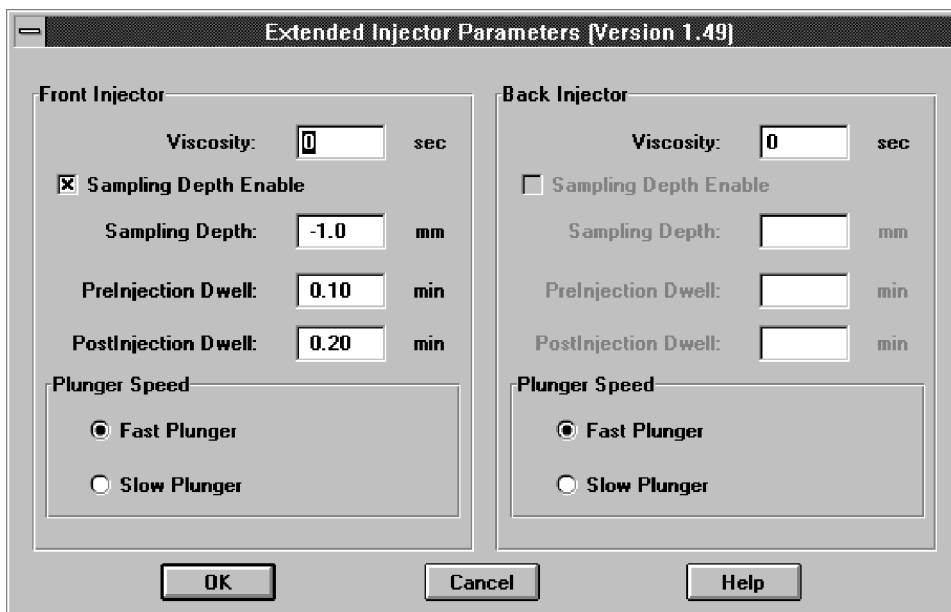 Extended Injector Parameters (Version 1.49)
Front Injector
Viscosity: 0 sec
Sampling Depth Enable
Sampling Depth: -1.0 mm
PreInjection Dwell: 0.10 min
PostInjection Dwell: 0.20 min
Plunger Speed
Fast Plunger
Slow Plunger
Back Injector
Viscosity: 0 sec
Sampling Depth Enable
Sampling Depth: mm
PreInjection Dwell: min
PostInjection Dwell: min
Plunger Speed
Fast Plunger
Slow Plunger
OK
Cancel
Help